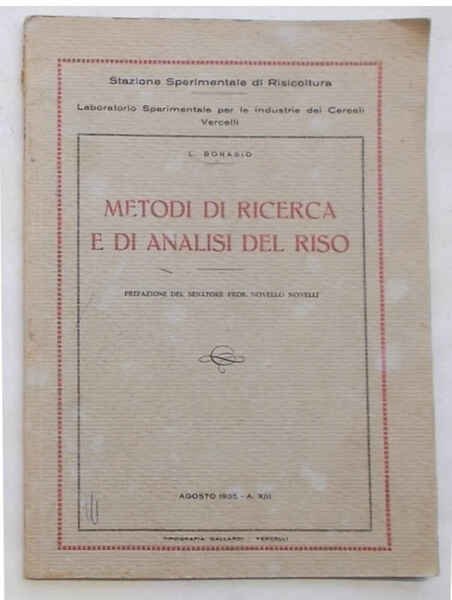 Stazione Sperimentale di Risicoltura
Laboratorio Sperimentale per le industrie dei Cereali
Vercelli
L. BORASIO
METODI DI RICERCA
E DI ANALISI DEL RISO
PREFAZIONE DEL SENATORE PROF. NOVELLO NOVELLI
AGOSTO 1935 - A. XIII
TIPOGRAFIA GALLARDI - VERCELLI